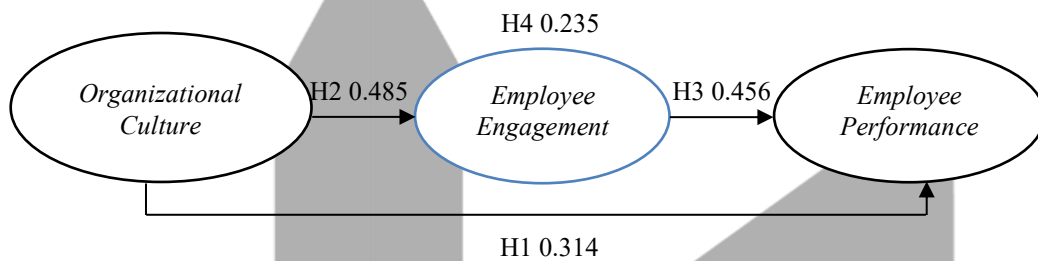 H4 0.235
Organizational
Culture
H2 0.485
Employee
Engagement
H3 0.456
Employee
Performance
H1 0.314